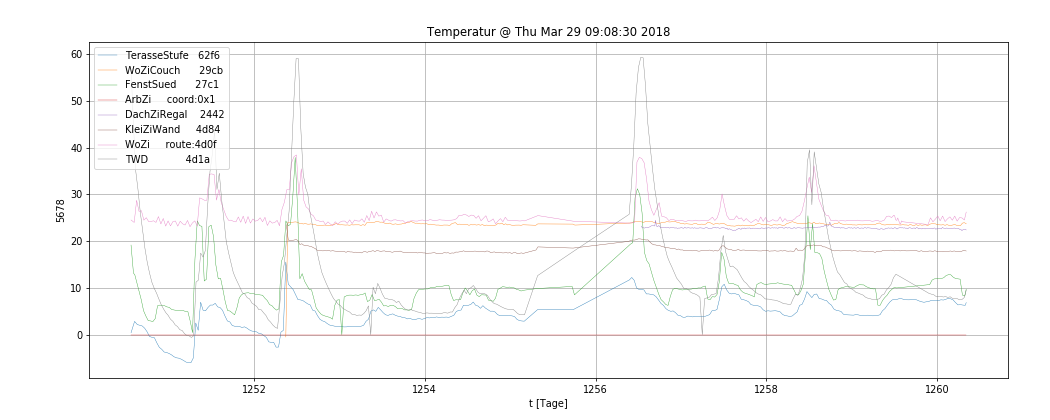 Temperatur @ Thu Mar 29 09:08:30 2018
60
50
40
30
20
10
0
5678
TerasseStufe 62f6
WoZiCouch 29cb
FenstSued 27c1
ArbZi coord:0x1
DachZiRegal 2442
KleiZiWand 4d84
WoZi route:4d0f
TWD 4d1a
1252 1254 1256 1258 1260
t [Tage]